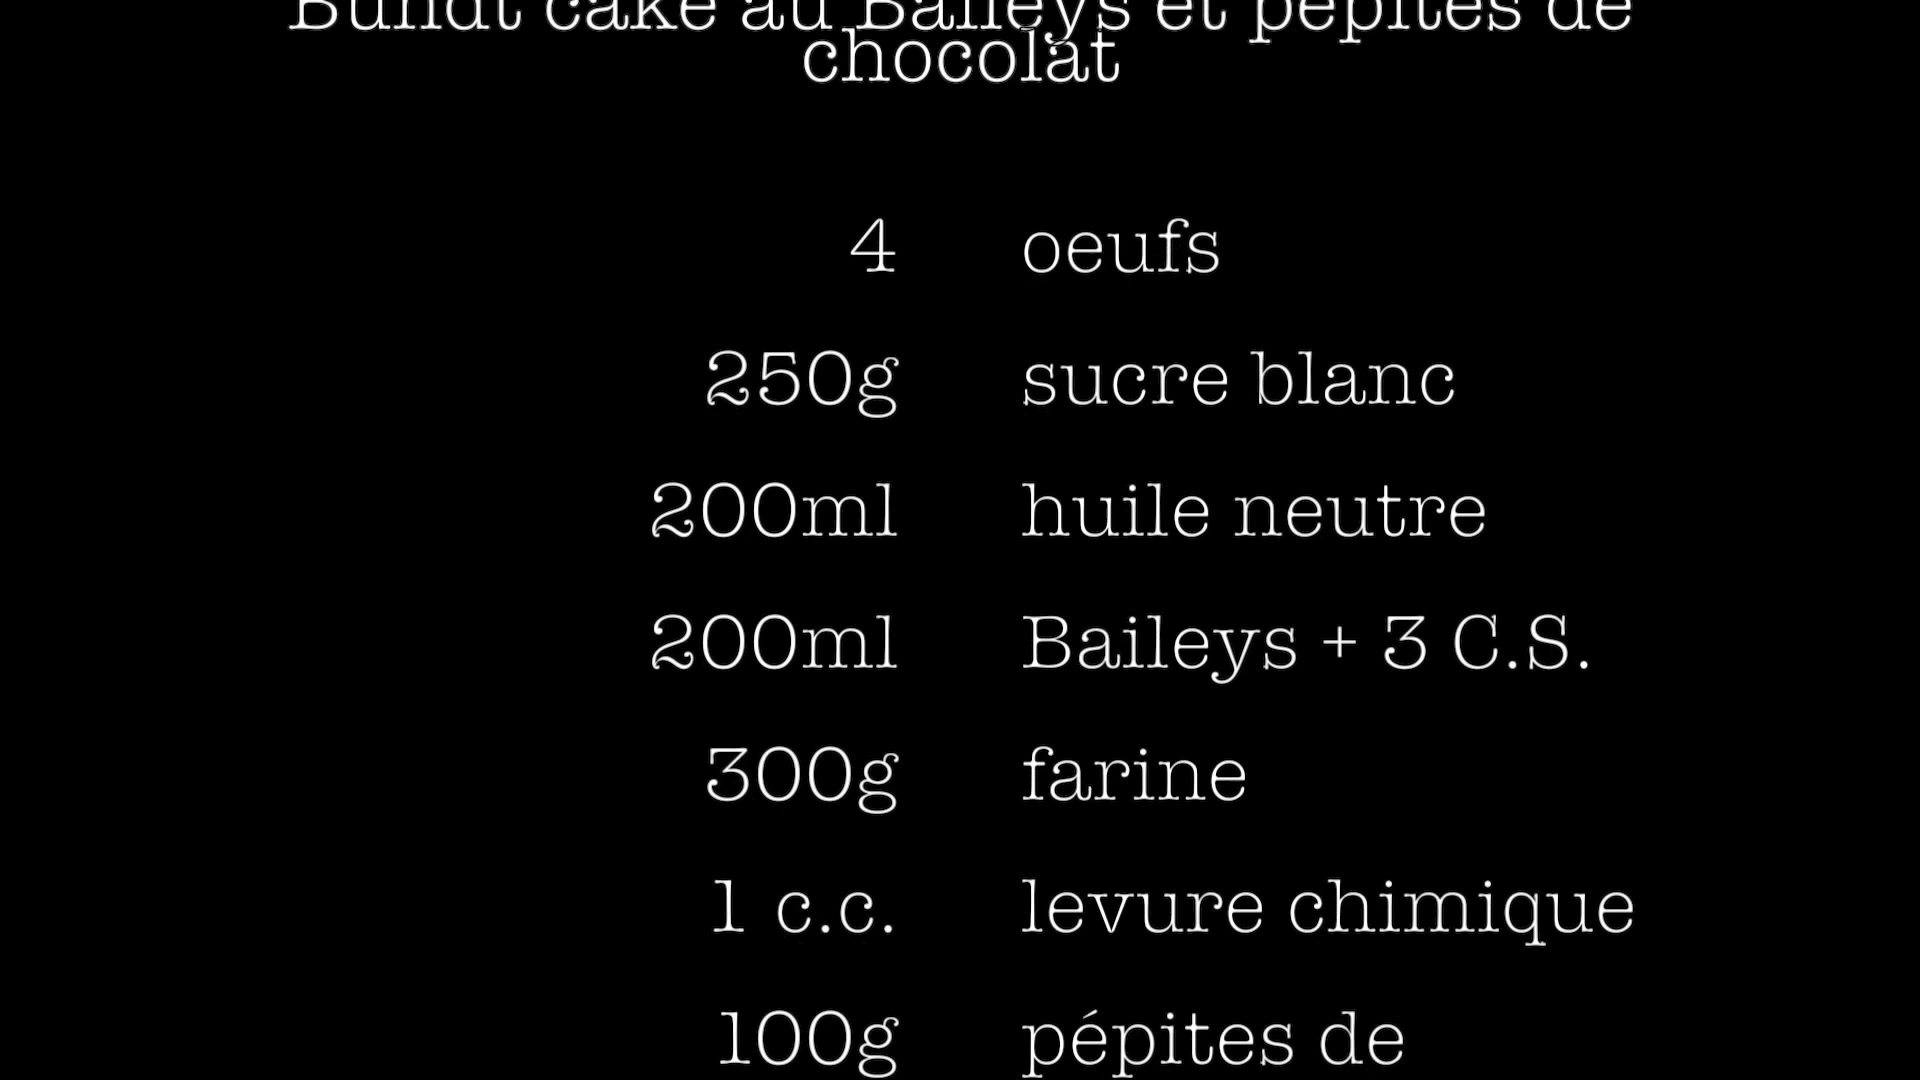 Bundt cake au Baileys et pépites de
chocolat
4 oeufs
250g sucre blanc
200ml huile neutre
200ml Baileys + 3 C.S.
300g farine
1 c.c. levure chimique
100g pépites de